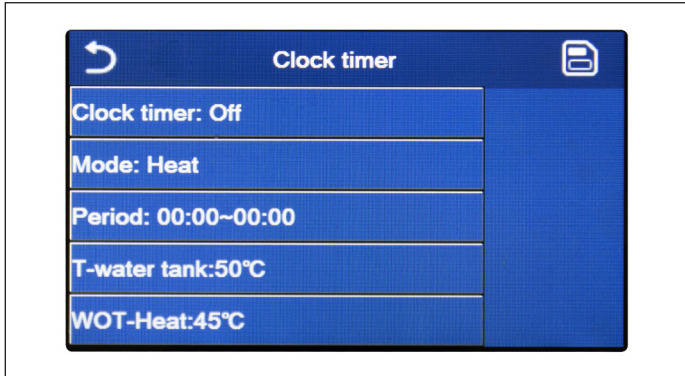 Clock timer
Clock timer: Off
Mode: Heat
Period: 00:00~00:00
T-water tank:50℃
WOT-Heat:45℃